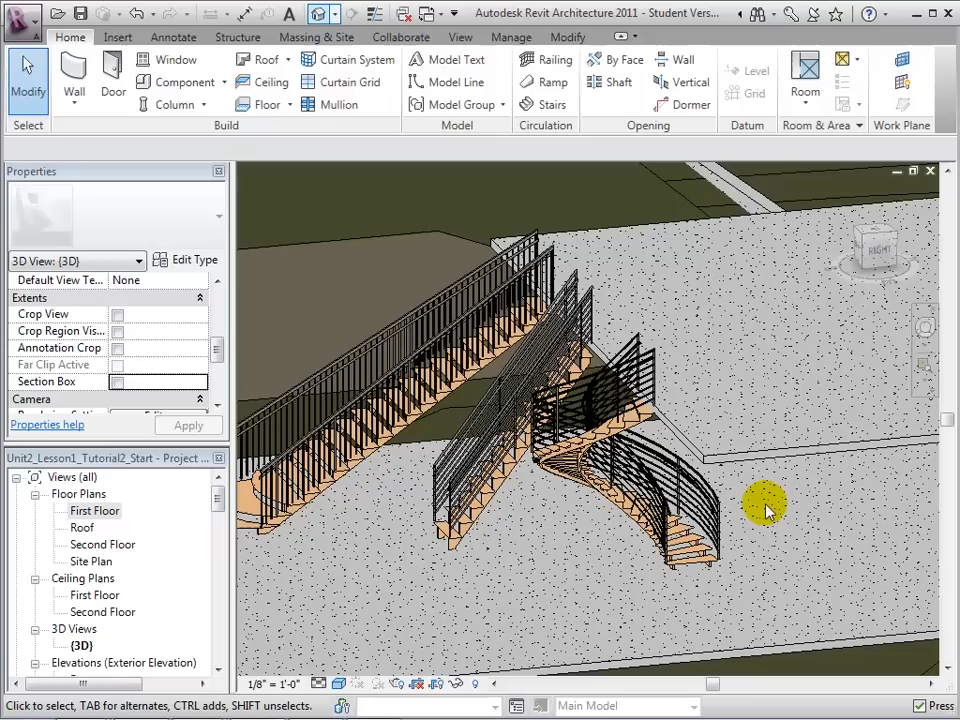 Autodesk Revit Architecture 2011 - Student Vers...
Home Insert Annotate Structure Massing & Site Collaborate View Manage Modify
Modify
Wall
Door
Window
Component
Column
Roof
Ceiling
Floor
Curtain System
Curtain Grid
Mullion
Model Text
Model Line
Model Group
Railing
Ramp
Stairs
By Face
Shaft
Wall
Vertical
Dormer
Level
Grid
Room
Select Build Model Circulation Opening Datum Room & Area Work Plane
Properties
3D View: {3D} Edit Type
Default View Te... None
Extents
Crop View
Crop Region Vis...
Annotation Crop
Far Clip Active
Section Box
Camera
Properties help Apply
RIGHT
Unit2_Lesson1_Tutorial2_Start - Project ...
Views (all)
Floor Plans
First Floor
Roof
Second Floor
Site Plan
Ceiling Plans
First Floor
Second Floor
3D Views
{3D}
Elevations (Exterior Elevation)
1/8" = 1'-0"
Click to select, TAB for alternates, CTRL adds, SHIFT unselects.
Main Model
Press